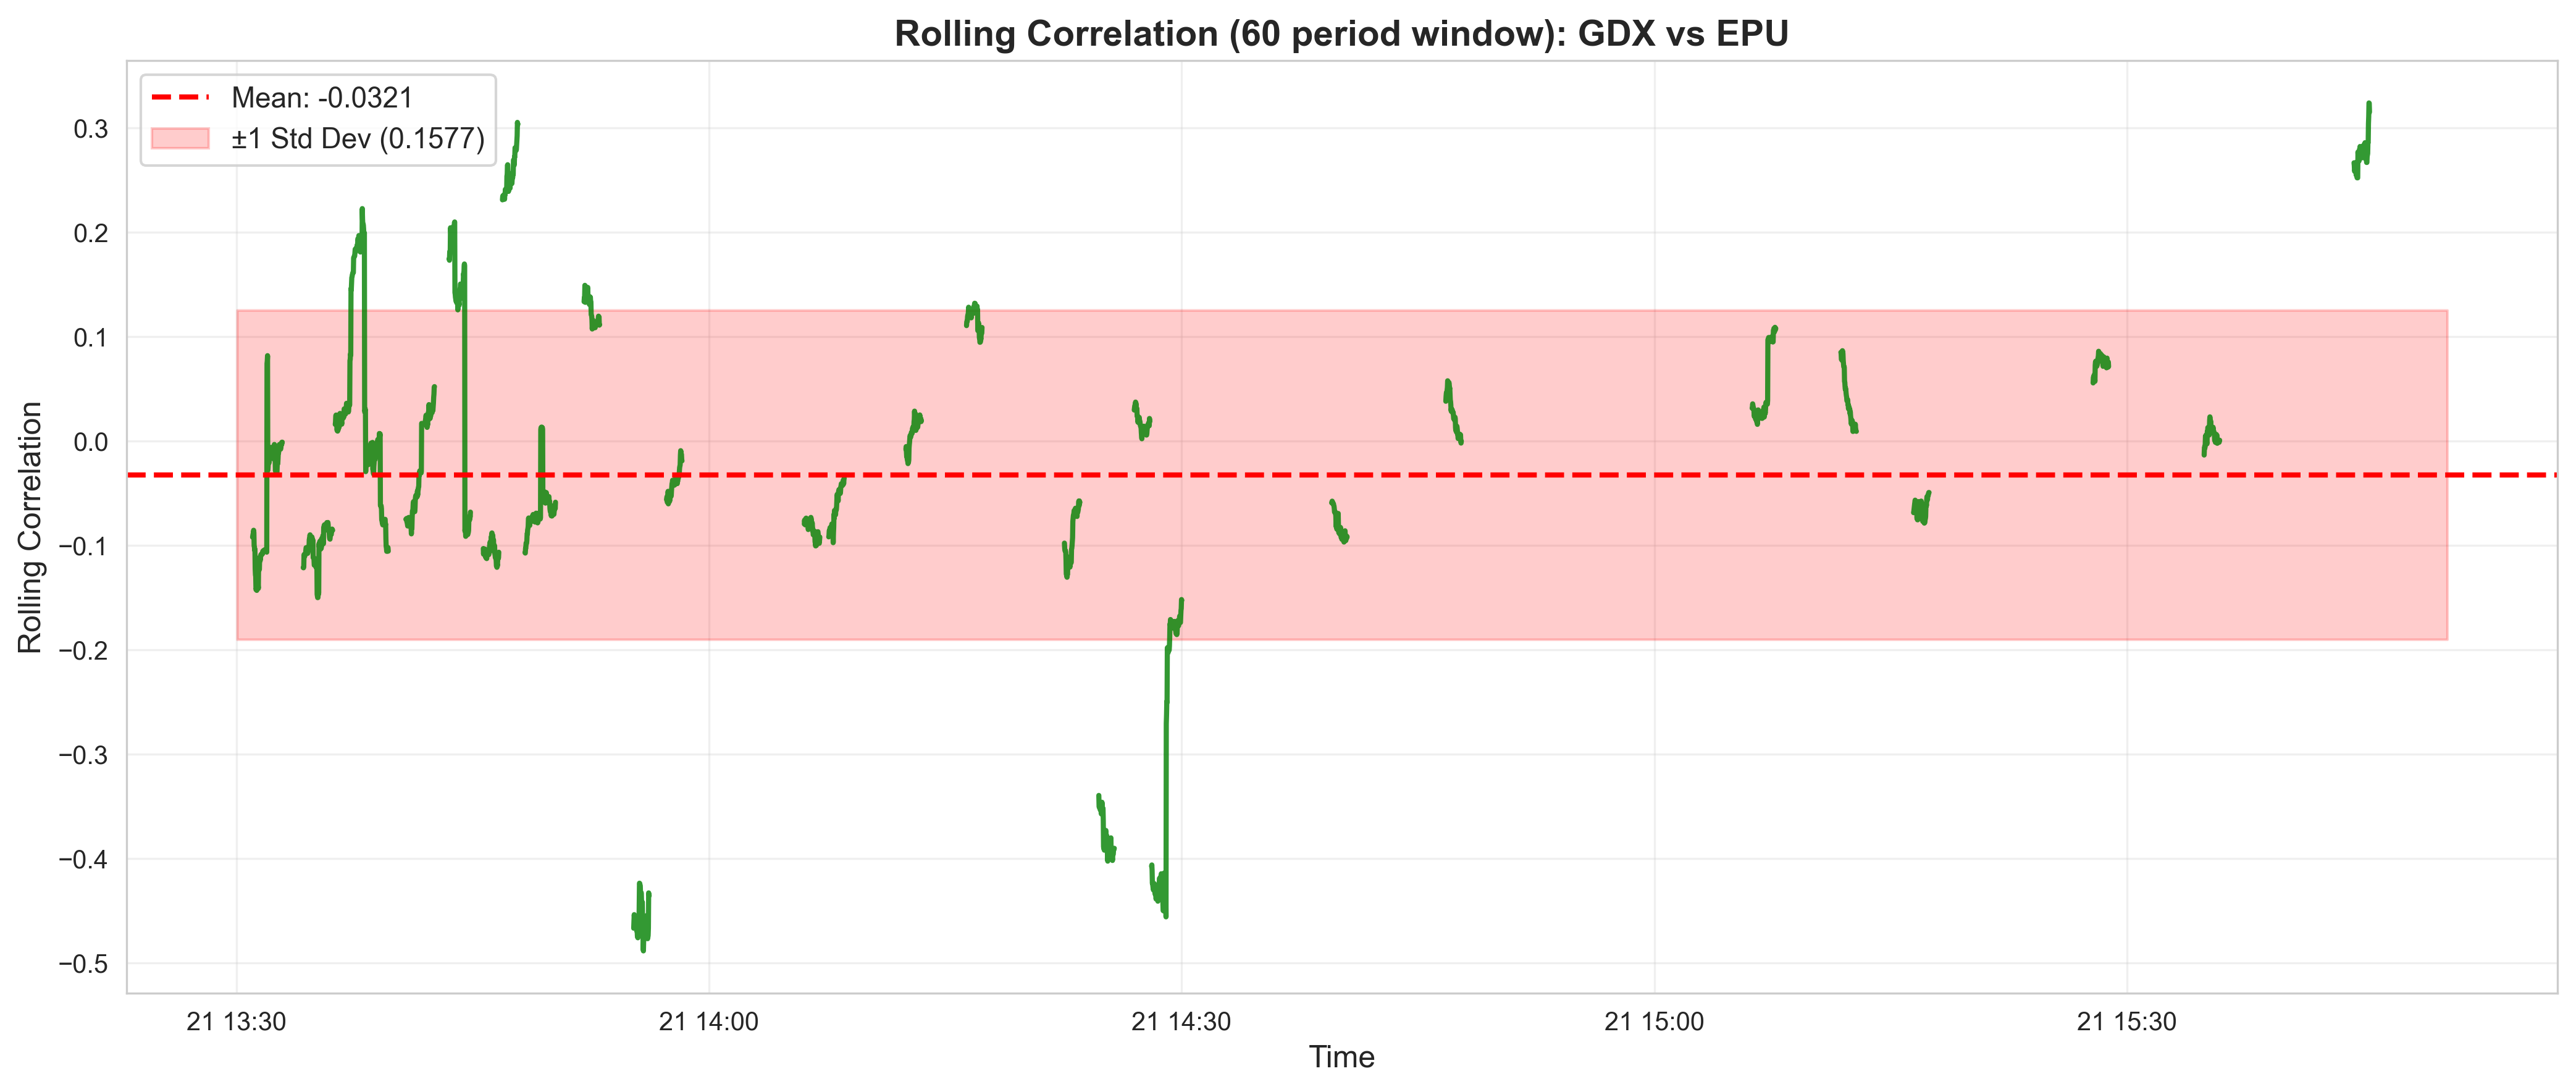 Rolling Correlation (60 period window): GDX vs EPU
Mean: -0.0321
±1 Std Dev (0.1577)
Rolling Correlation
0.3
0.2
0.1
0.0
−0.1
−0.2
−0.3
−0.4
−0.5
21 13:30
21 14:00
21 14:30
21 15:00
21 15:30
Time